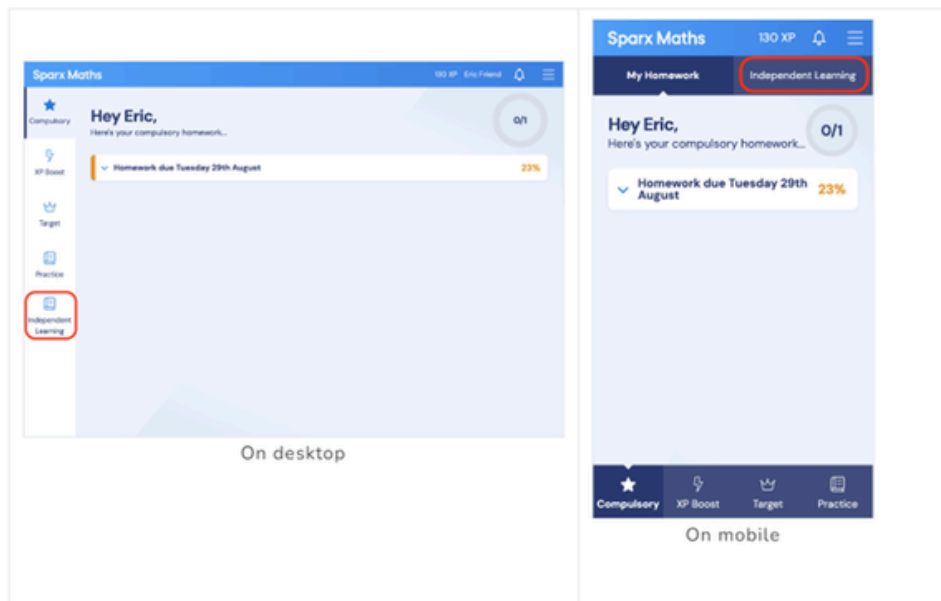 Sparx Maths
130 XP Eric Friend
Compulsory
XP Boost
Target
Practice
Independent
Learning
Hey Eric,
Here's your compulsory homework...
0/1
Homework due Tuesday 29th August
23%
On desktop
Sparx Maths
130 XP
My Homework
Independent Learning
Hey Eric,
Here's your compulsory homework...
0/1
Homework due Tuesday 29th
August
23%
Compulsory
XP Boost
Target
Practice
On mobile